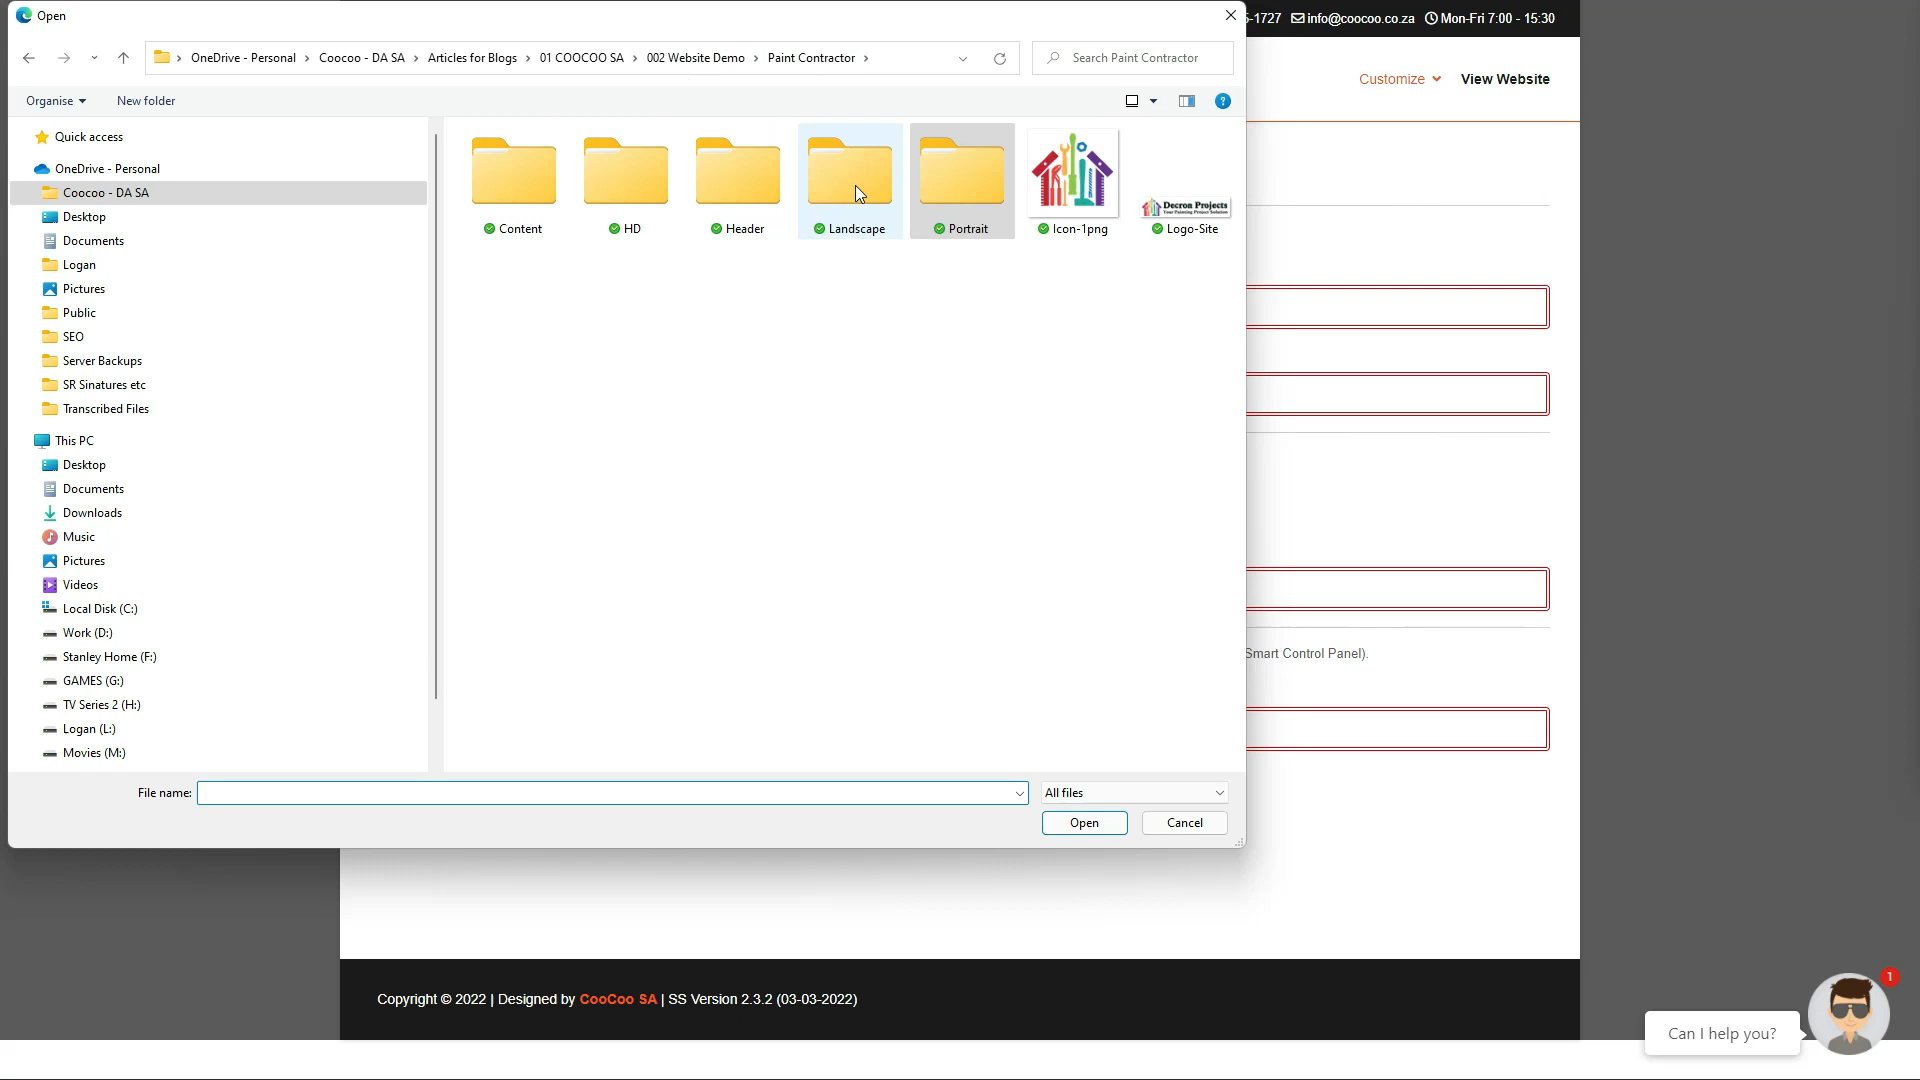 Open
5-1727 info@coocoo.co.za Mon-Fri 7:00 - 15:30
OneDrive - Personal > Coocoo - DA SA > Articles for Blogs > 01 COOCOO SA > 002 Website Demo > Paint Contractor >
Search Paint Contractor
Customize View Website
Organise New folder
?
Quick access
OneDrive - Personal
Coocoo - DA SA
Desktop
Documents
Logan
Pictures
Public
SEO
Server Backups
SR Sinatures etc
Transcribed Files
This PC
Desktop
Documents
Downloads
Music
Pictures
Videos
Local Disk (C:)
Work (D:)
Stanley Home (F:)
GAMES (G:)
TV Series 2 (H:)
Logan (L:)
Movies (M:)
Decron Projects
Your Painting Project Solution
Content HD Header Landscape Portrait Icon-1png Logo-Site
Smart Control Panel).
File name: All files
Open Cancel
Copyright © 2022 | Designed by CooCoo SA | SS Version 2.3.2 (03-03-2022)
1
Can I help you?